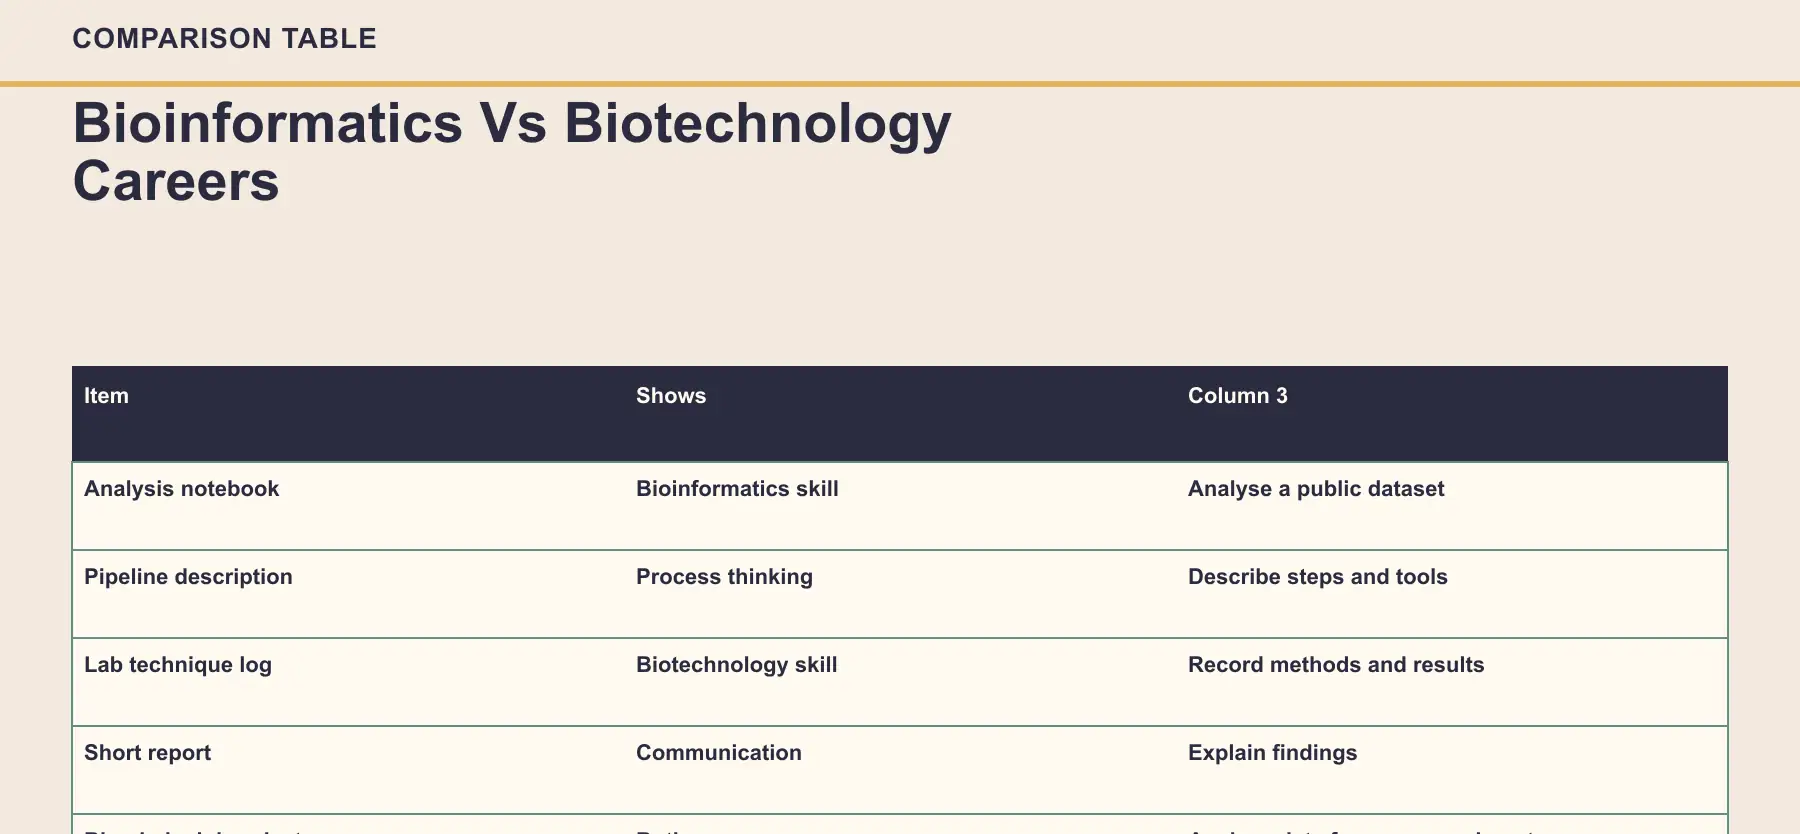 COMPARISON TABLE
Bioinformatics Vs Biotechnology
Careers
Item Shows Column 3
Analysis notebook Bioinformatics skill Analyse a public dataset
Pipeline description Process thinking Describe steps and tools
Lab technique log Biotechnology skill Record methods and results
Short report Communication Explain findings